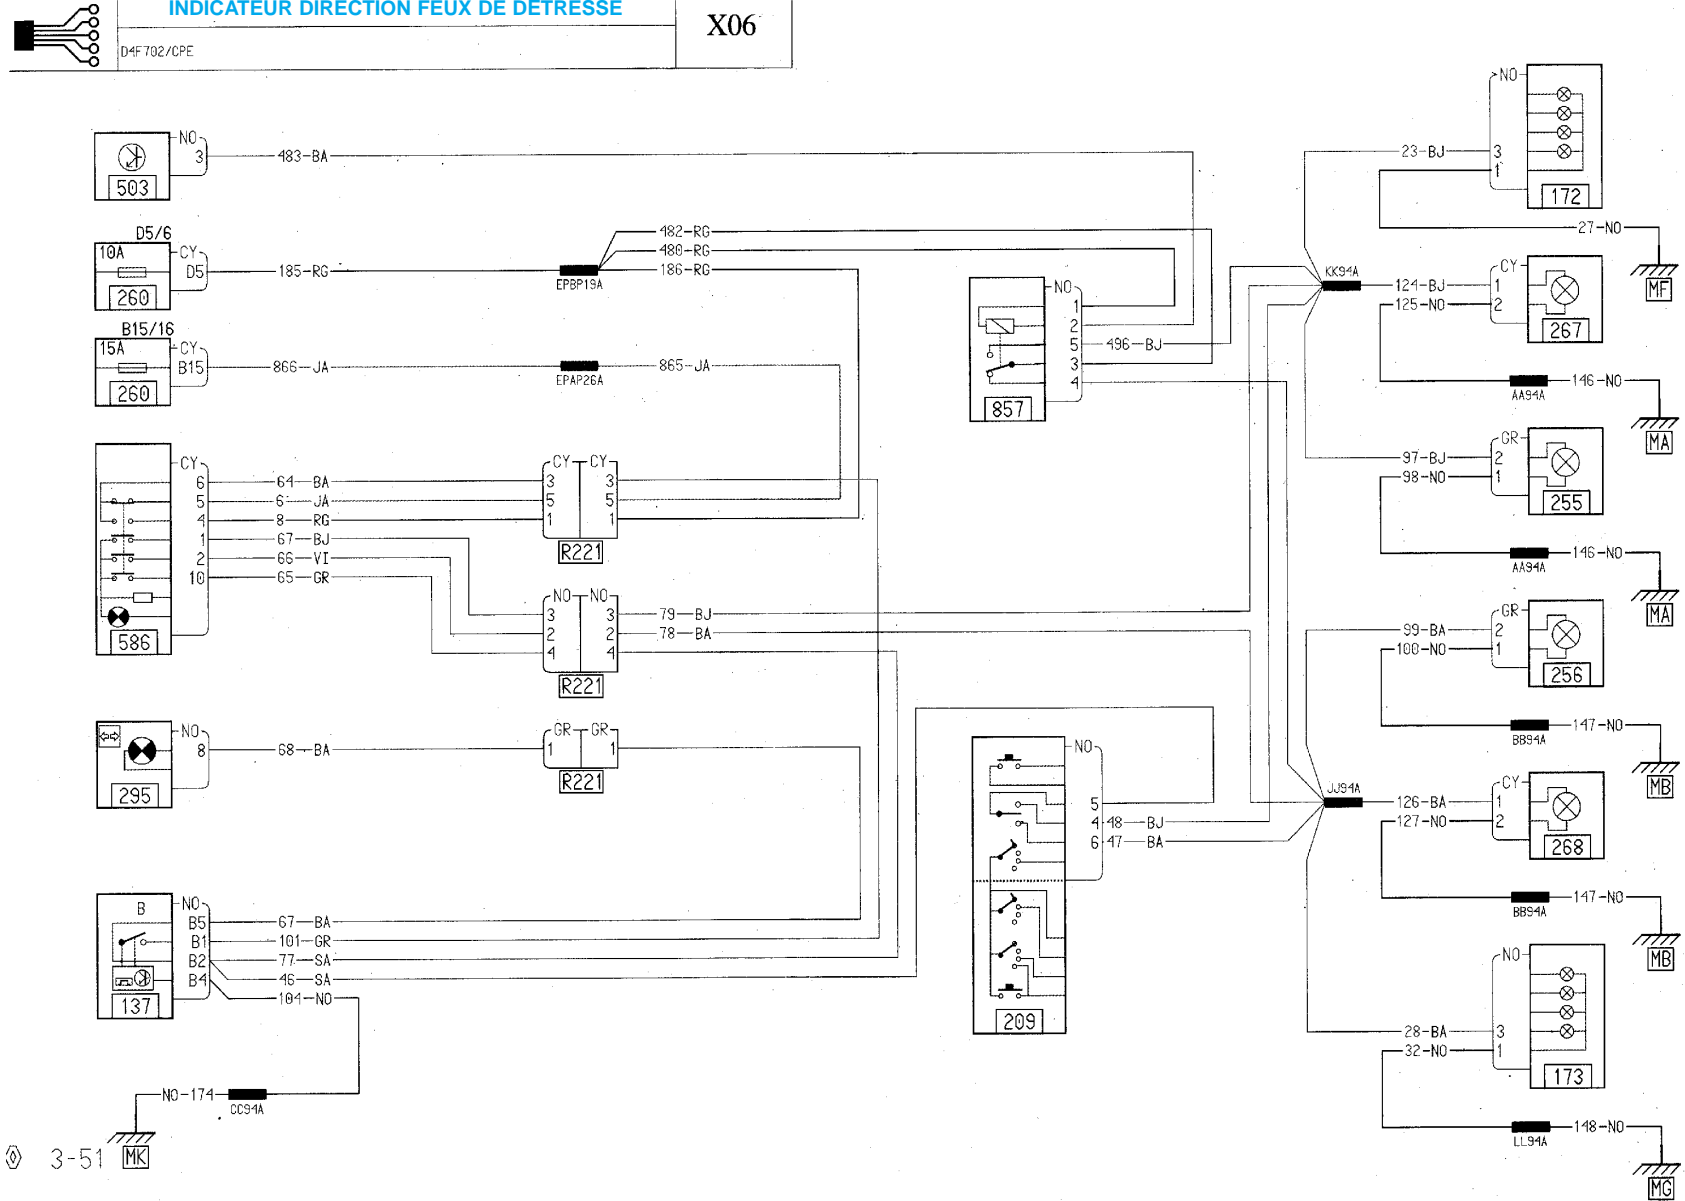 INDICATEUR DIRECTION FEUX DE DETRESSE
X06
D4F702/CPE
NO
3
483-BA
503
D5/6
10A
CY
D5
185-RG
260
EPBP19A
482-RG
480-RG
186-RG
B15/16
15A
CY
B15
866-JA
260
EPAP26A
865-JA
CY
6 64 BA
5 6 JA
4 8 RG
1 67 BJ
2 66 VI
10 65 GR
586
CY CY
3 3
5 5
1 1
R221
NO NO
3 3
2 2
4 4
R221
79 BJ
78 BA
NO
8
68 BA
295
GR GR
1 1
R221
B
NO
B5 67 BA
B1 101 GR
B2 77 SA
B4 46 SA
104-NO
137
NO-174
CC94A
MK
3-51
NO
1
2
5 496-BJ
3
4
857
NO
5
4 48 BJ
6 47 BA
209
KK94A
JJ94A
NO
23-BJ 3
1
172
27-NO
MF
CY
124-BJ 1
125-NO 2
267
AA94A
146-NO
MA
GR
97-BJ 2
98-NO 1
255
AA94A
146-NO
MA
GR
99-BA 2
100-NO 1
256
BB94A
147-NO
MB
CY
126-BA 1
127-NO 2
268
BB94A
147-NO
MB
NO
28-BA 3
32-NO 1
173
LL94A
148-NO
MG